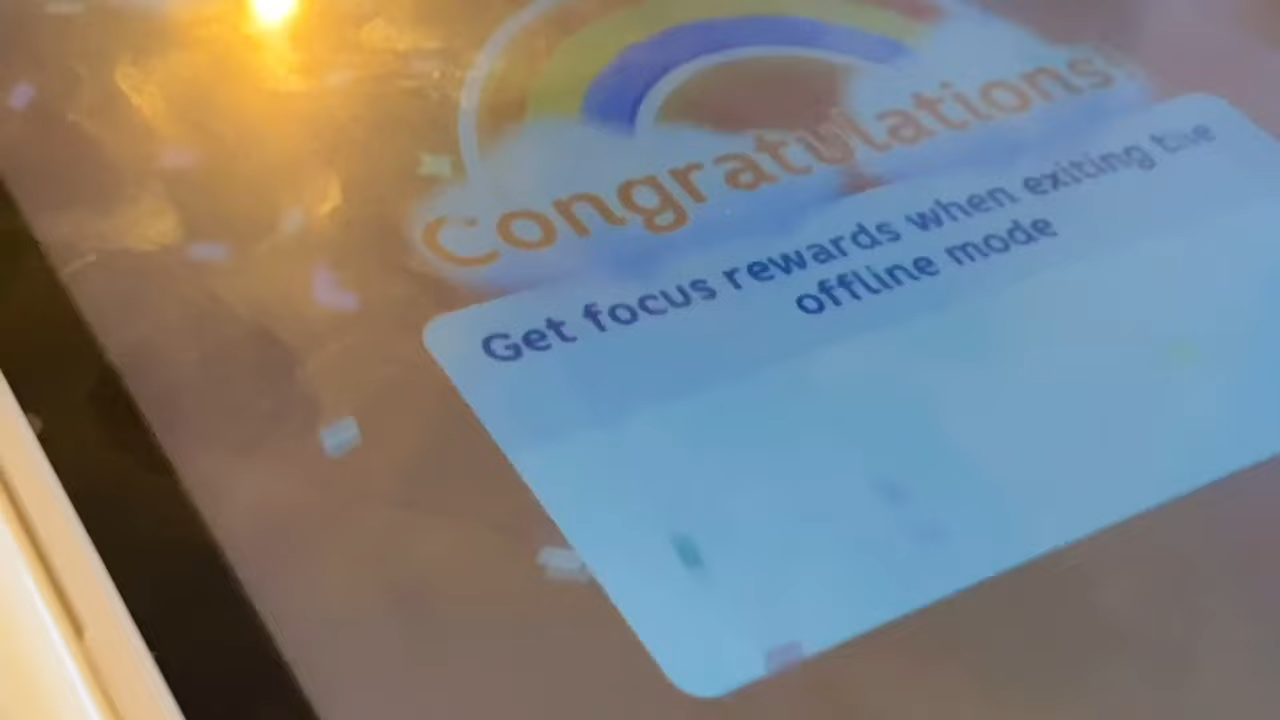 Congratulations!
Get focus rewards when exiting the
offline mode